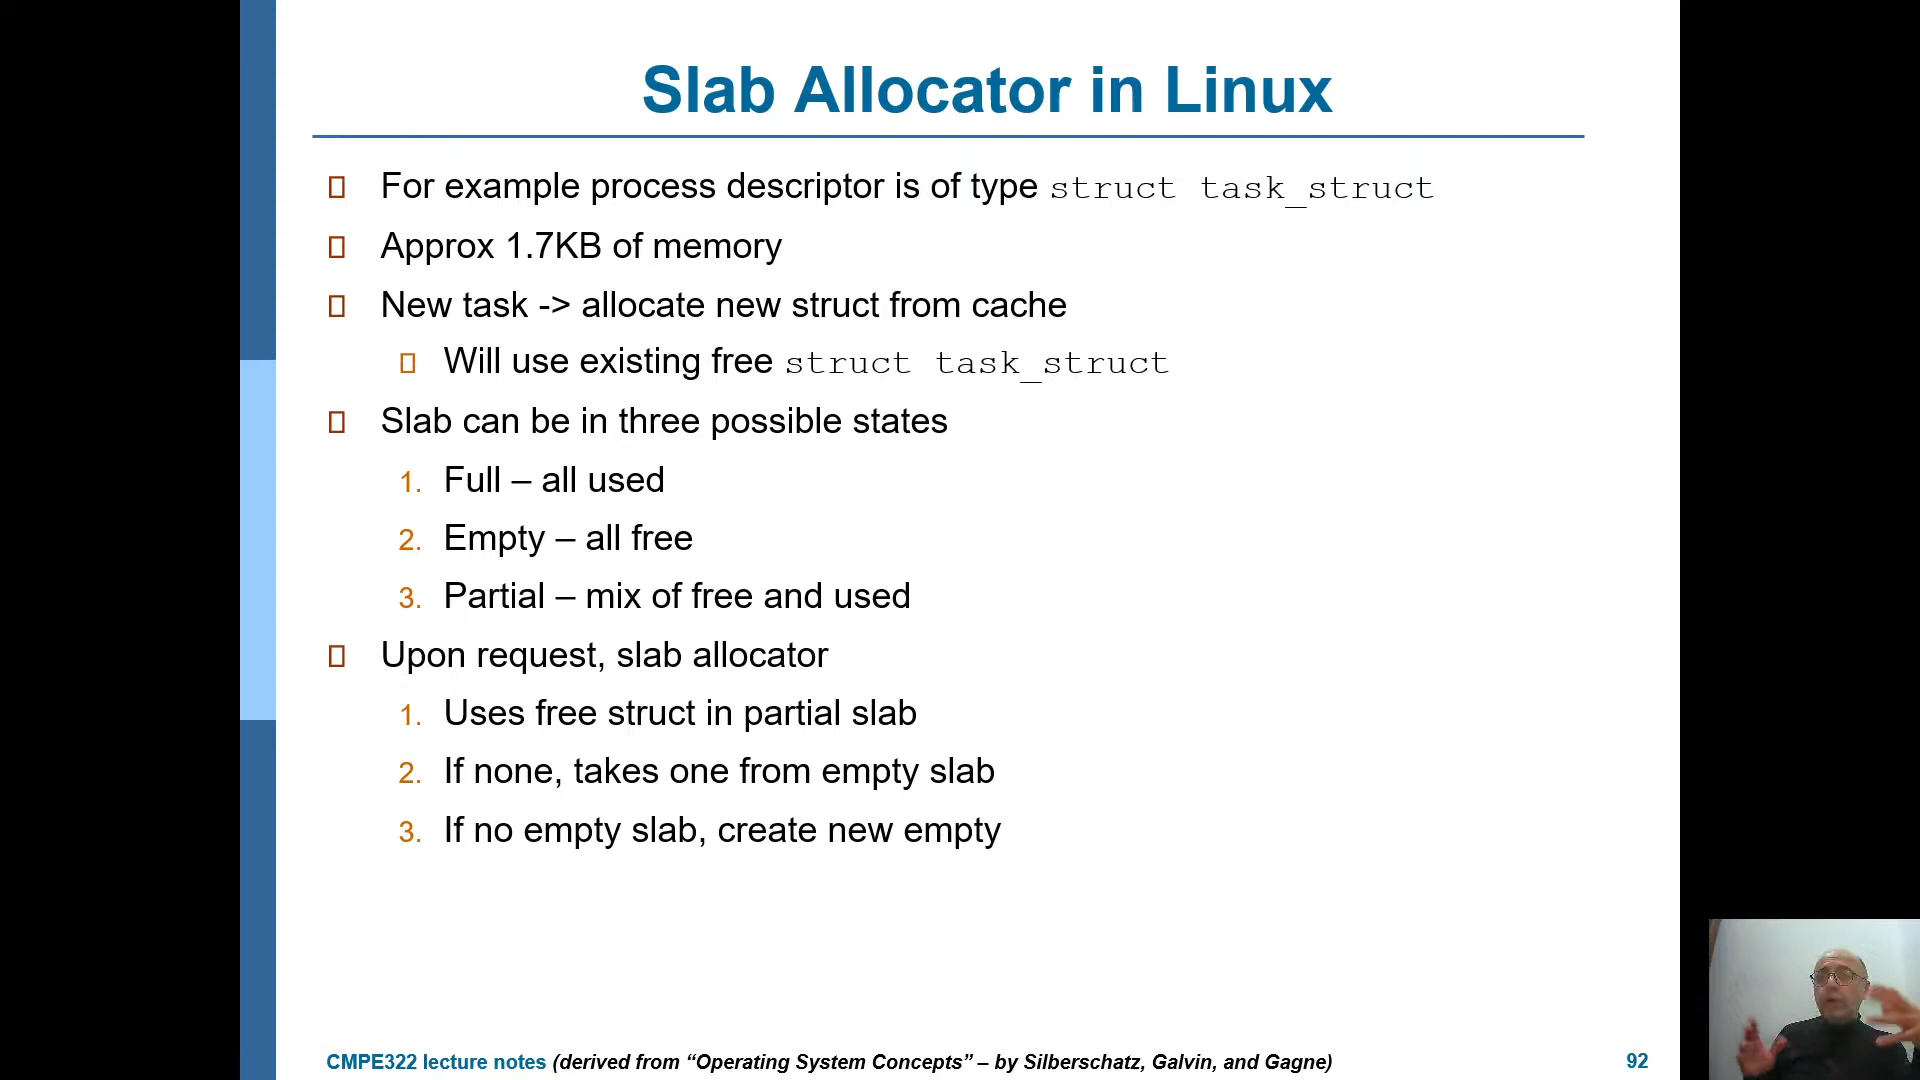 Slab Allocator in Linux
For example process descriptor is of type struct task_struct
Approx 1.7KB of memory
New task -> allocate new struct from cache
Will use existing free struct task_struct
Slab can be in three possible states
1. Full – all used
2. Empty – all free
3. Partial – mix of free and used
Upon request, slab allocator
1. Uses free struct in partial slab
2. If none, takes one from empty slab
3. If no empty slab, create new empty
CMPE322 lecture notes (derived from “Operating System Concepts” – by Silberschatz, Galvin, and Gagne) 92